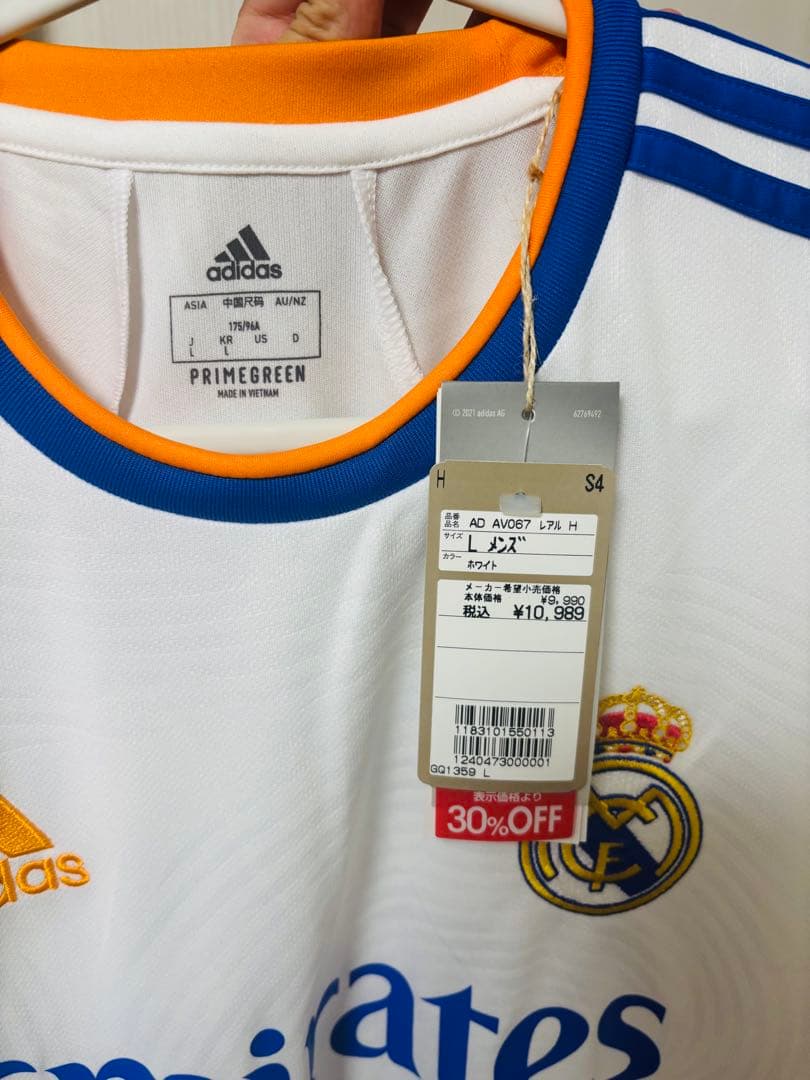 adidas
ASIA 中国尺码 AU/NZ
175/96A
J KR US D
L L
PRIMEGREEN
MADE IN VIETNAM
© 2021 adidas AG 62769492
H S4
品番
品名 AD AV067 レアル H
サイズ L メンズ
カラー ホワイト
メーカー希望小売価格
本体価格 ¥9,990
税込 ¥10,989
1183101550113
1240473000001
GQ1359 L
表示価格より
30%OFF
das
Emirates